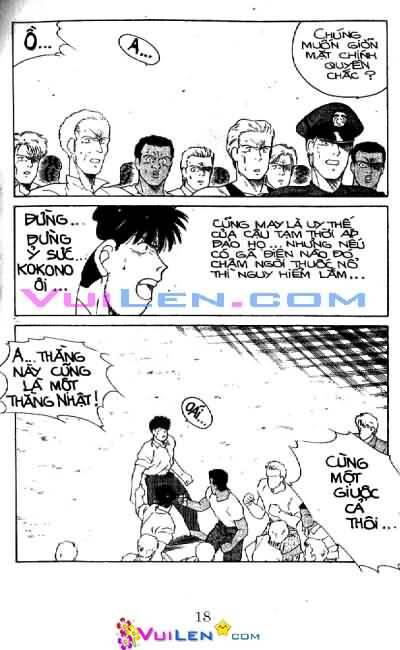 Ồ...
A...
CHÚNG
MUỐN GIỠN
MẶT CHÍNH
QUYỀN
CHẮC ?
ĐỪNG...
ĐỪNG
Ỷ SỨC
KOKONO
ÔI ...
CŨNG MAY LÀ UY THẾ
CỦA CẬU TẠM THỜI ÁP
ĐẢO HỌ... NHƯNG NẾU
CÓ GÃ ĐIÊN NÀO ĐÓ
CHÂM NGÒI THUỐC NỔ
THÌ NGUY HIỂM LẮM...
VUILEN.COM
A... THẰNG
NÀY CŨNG
LÀ MỘT
THẰNG NHẬT!
OÁI...
CÙNG
MỘT
GIUỘC
CẢ
THÔI...
18
VUILEN COM